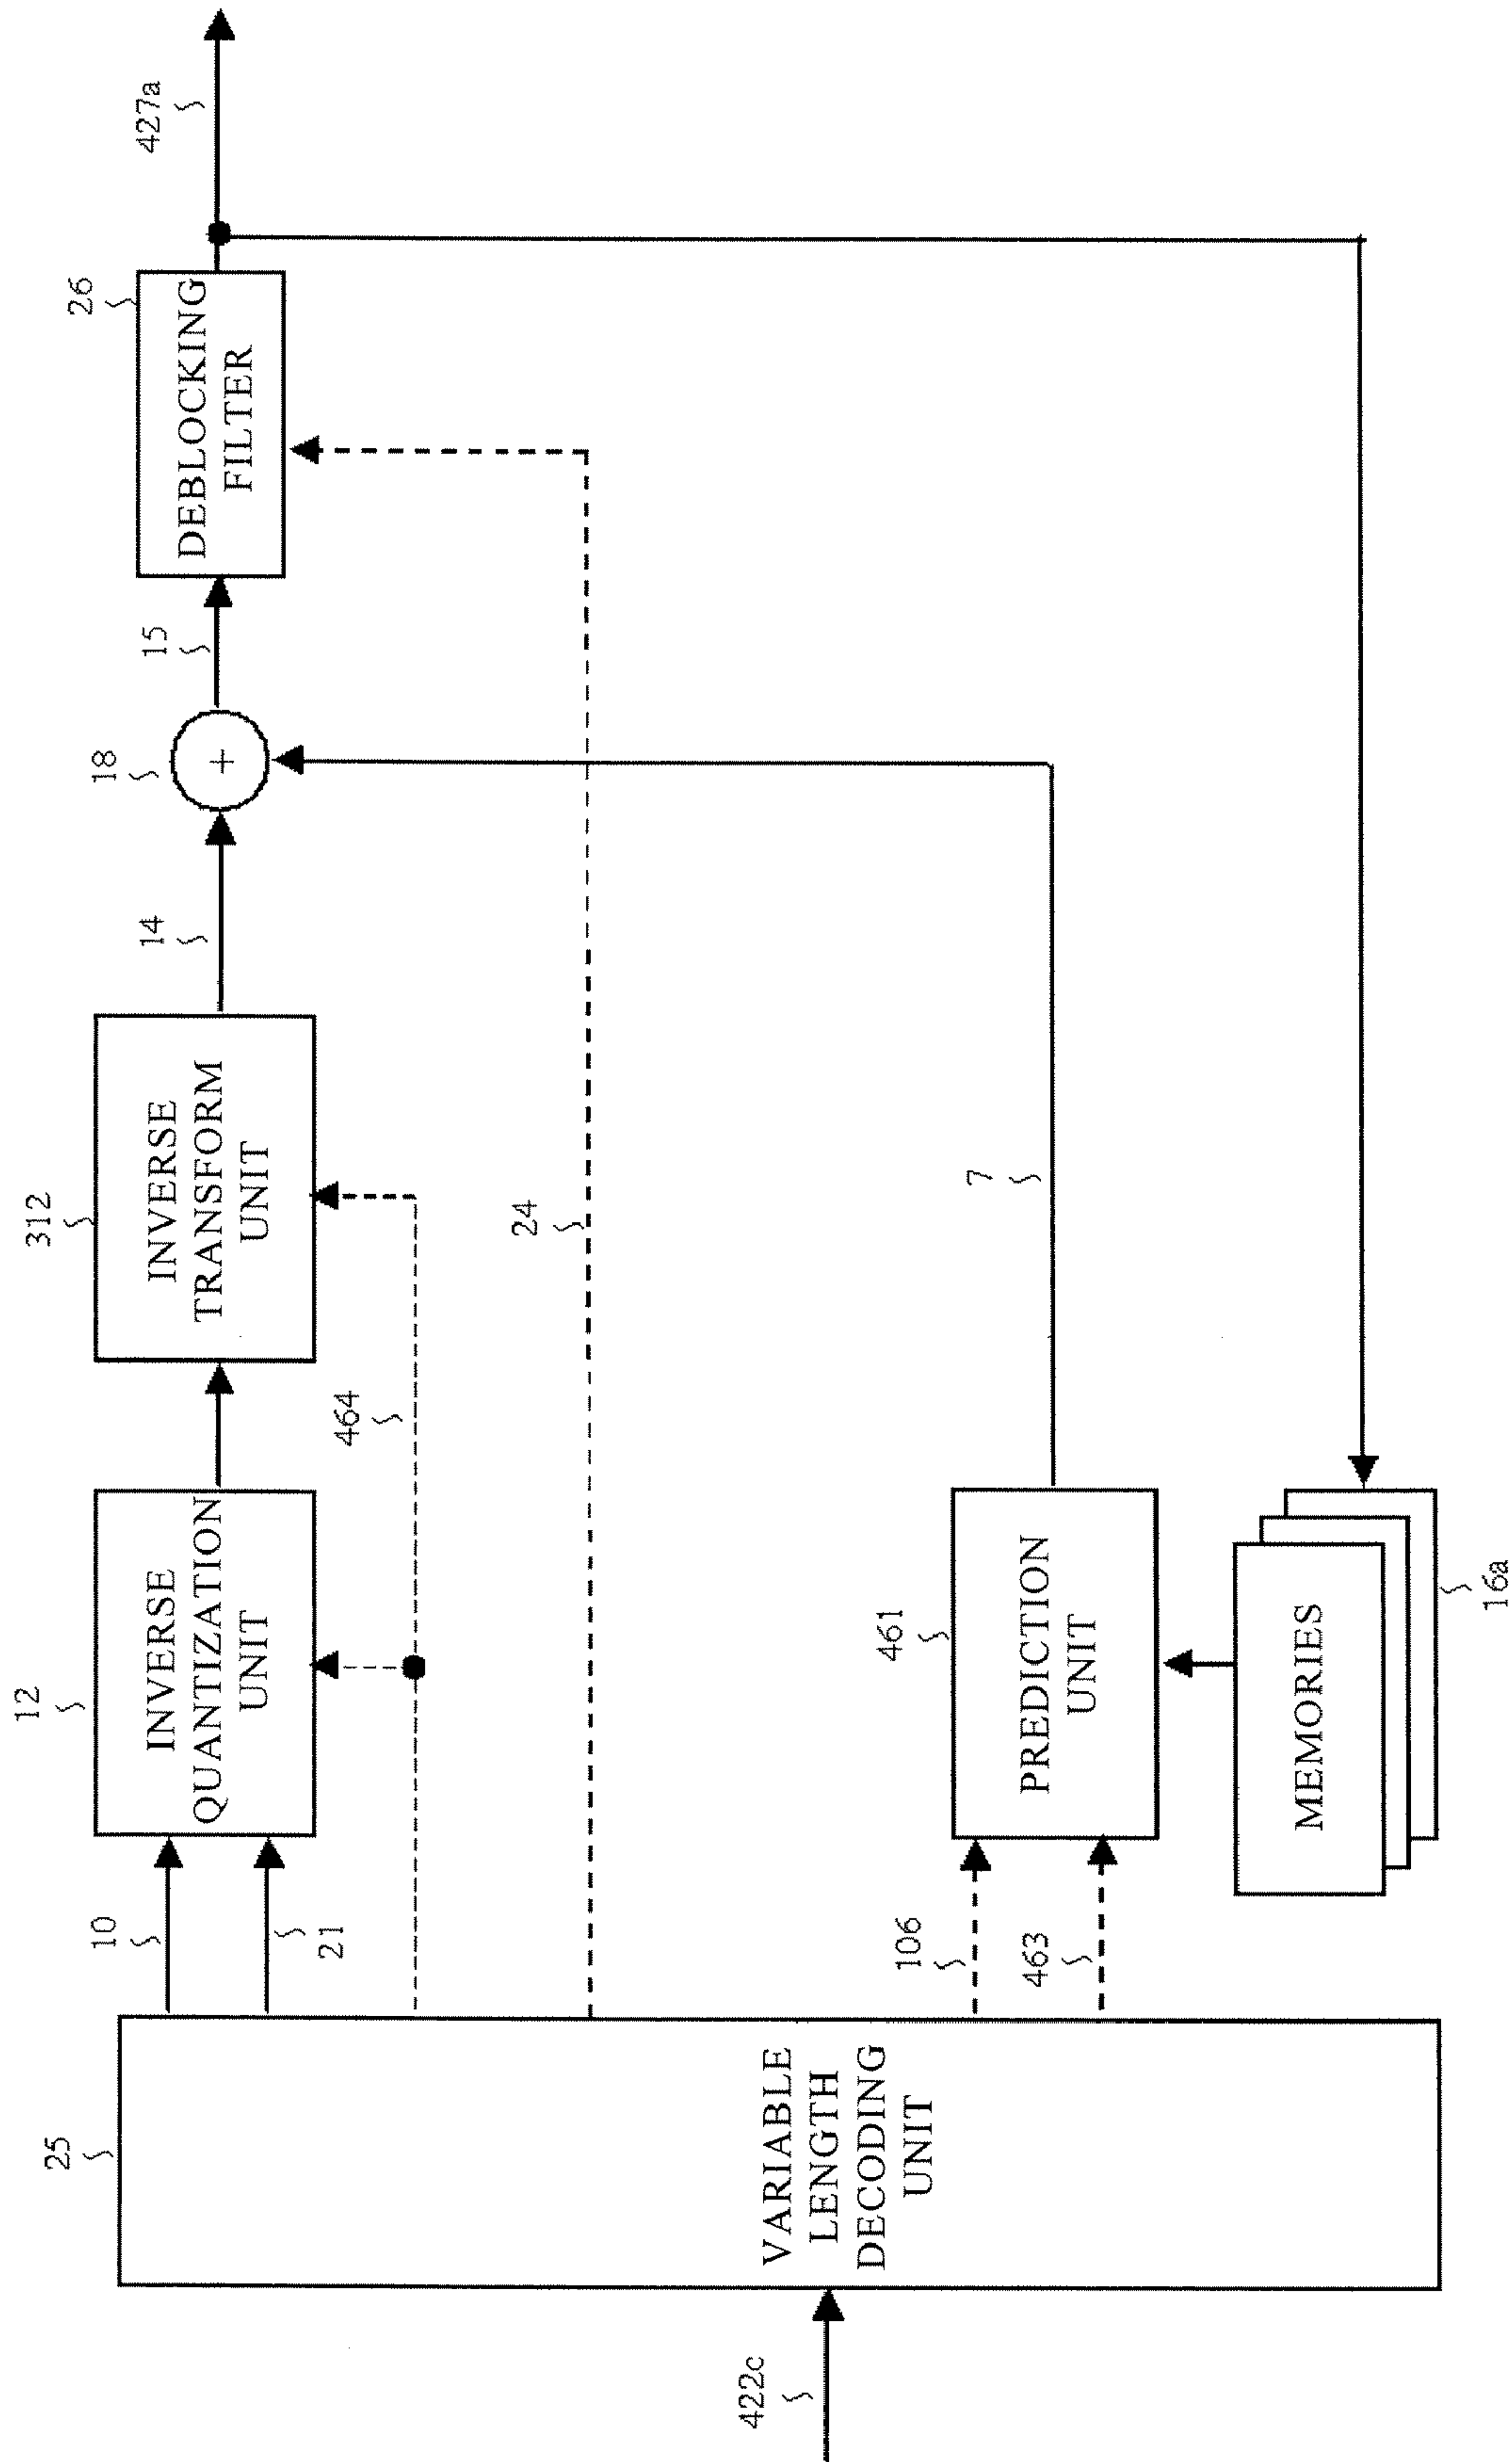 422c
25
VARIABLE
LENGTH
DECODING
UNIT
10
21
12
INVERSE
QUANTIZATION
UNIT
464
312
INVERSE
TRANSFORM
UNIT
14
18
+
15
26
DEBLOCKING
FILTER
427a
24
106
463
461
PREDICTION
UNIT
7
MEMORIES
16a